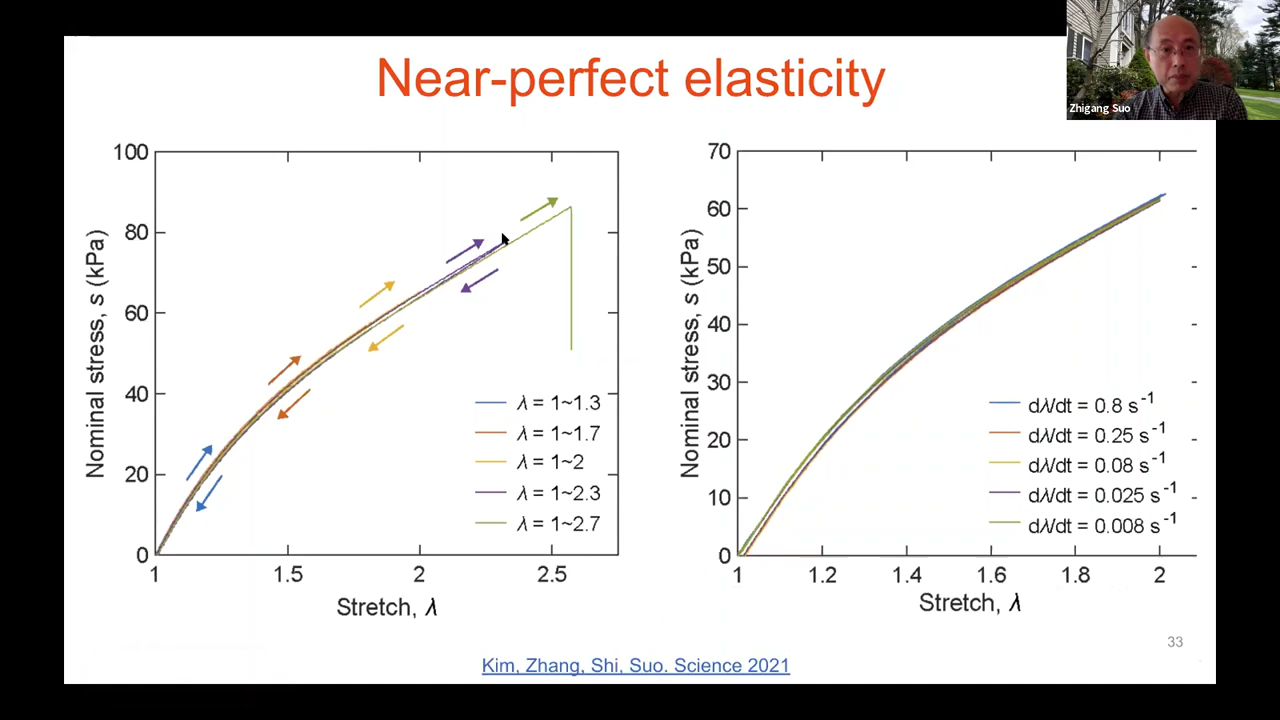 Near-perfect elasticity
Zhigang Suo
100
80
60
40
20
0
Nominal stress, s (kPa)
1
1.5
2
2.5
Stretch, λ
λ = 1~1.3
λ = 1~1.7
λ = 1~2
λ = 1~2.3
λ = 1~2.7
70
60
50
40
30
20
10
0
Nominal stress, s (kPa)
1
1.2
1.4
1.6
1.8
2
Stretch, λ
dλ/dt = 0.8 s⁻¹
dλ/dt = 0.25 s⁻¹
dλ/dt = 0.08 s⁻¹
dλ/dt = 0.025 s⁻¹
dλ/dt = 0.008 s⁻¹
33
Kim, Zhang, Shi, Suo. Science 2021